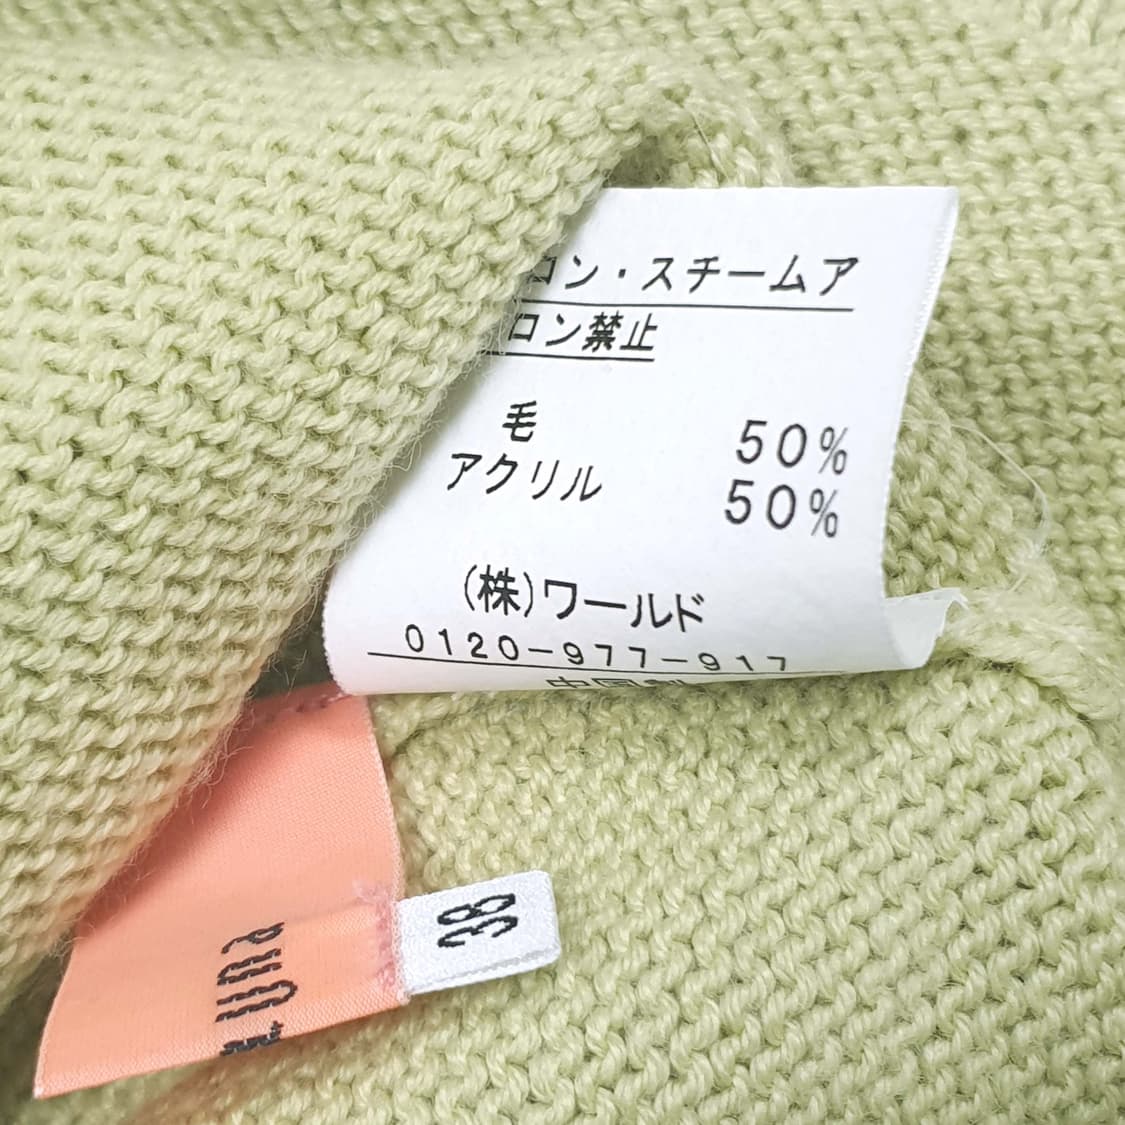 コン・スチームア
ロン禁止
毛 50%
アクリル 50%
(株)ワールド
0120-977-917
38